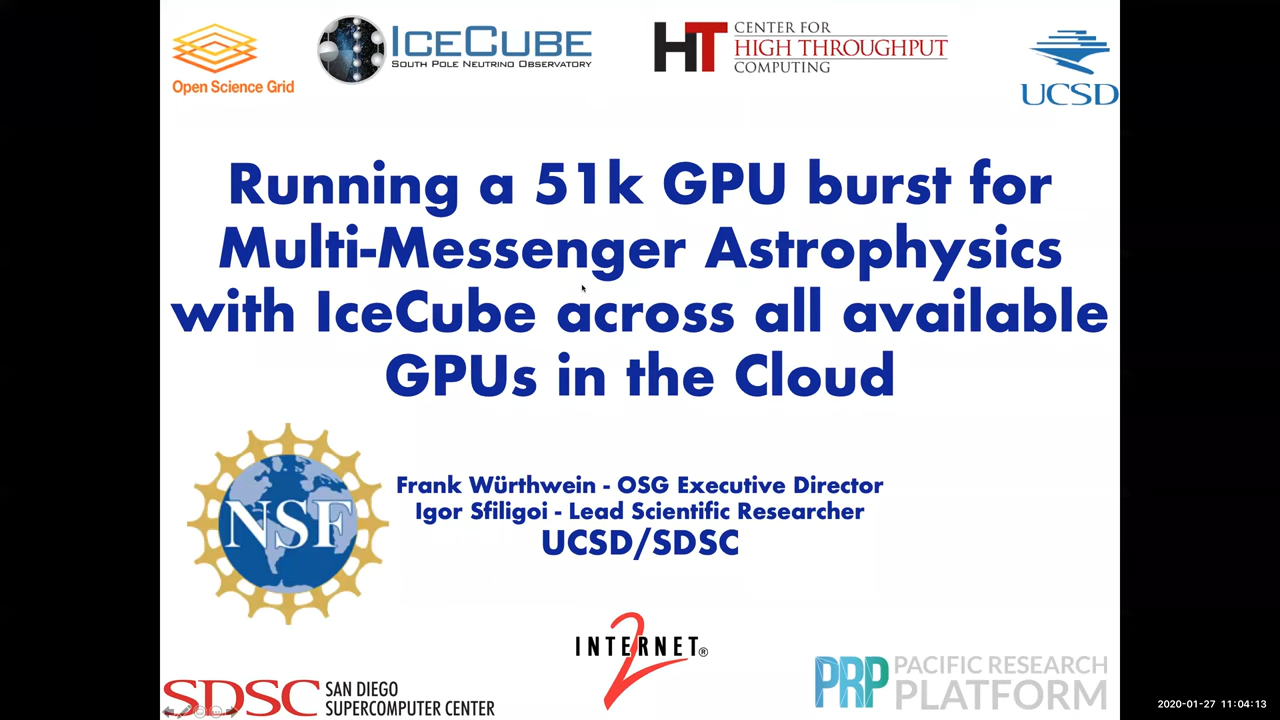 Open Science Grid
ICECUBE
SOUTH POLE NEUTRINO OBSERVATORY
HT
CENTER FOR
HIGH THROUGHPUT
COMPUTING
UCSD
Running a 51k GPU burst for
Multi-Messenger Astrophysics
with IceCube across all available
GPUs in the Cloud
NSF
Frank Würthwein - OSG Executive Director
Igor Sfiligoi - Lead Scientific Researcher
UCSD/SDSC
INTERNET®
2
SDSC
SAN DIEGO
SUPERCOMPUTER CENTER
PRP
PACIFIC RESEARCH
PLATFORM
2020-01-27 11:04:13